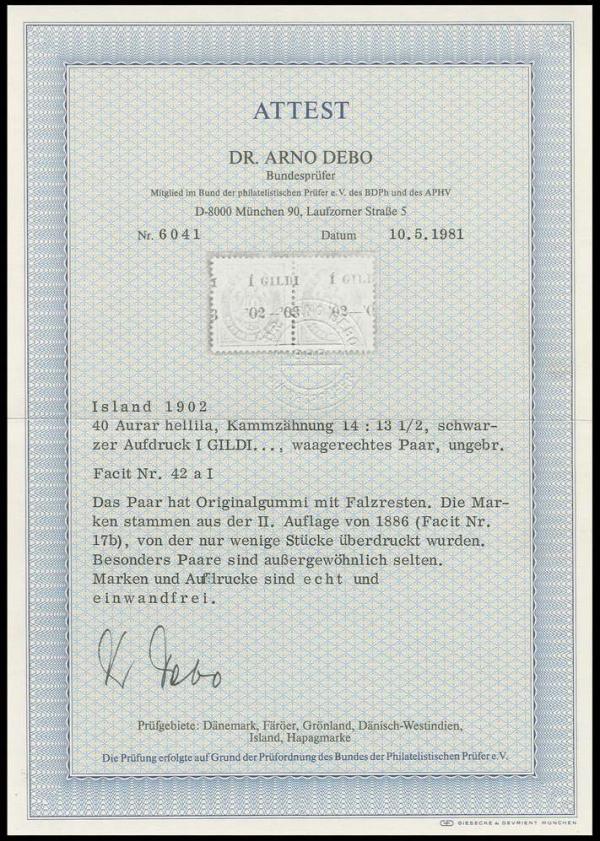 ATTEST
DR. ARNO DEBO
Bundesprüfer
Mitglied im Bund der philatelistischen Prüfer e.V. des BDPh und des APHV
D-8000 München 90, Laufzorner Straße 5
Nr. 6041 Datum 10.5.1981
I GILDI I GILD
'02–'03 '02–'0
Island 1902
40 Aurar hellila, Kammzähnung 14 : 13 1/2, schwar-
zer Aufdruck I GILDI..., waagerechtes Paar, ungebr.
Facit Nr. 42 a I
Das Paar hat Originalgummi mit Falzresten. Die Mar-
ken stammen aus der II. Auflage von 1886 (Facit Nr.
17b), von der nur wenige Stücke überdruckt wurden.
Besonders Paare sind außergewöhnlich selten.
Marken und Aufdrucke sind echt und
einwandfrei.
Debo
Prüfgebiete: Dänemark, Färöer, Grönland, Dänisch-Westindien,
Island, Hapagmarke
Die Prüfung erfolgte auf Grund der Prüfordnung des Bundes der Philatelistischen Prüfer e.V.
GIESECKE & DEVRIENT MÜNCHEN